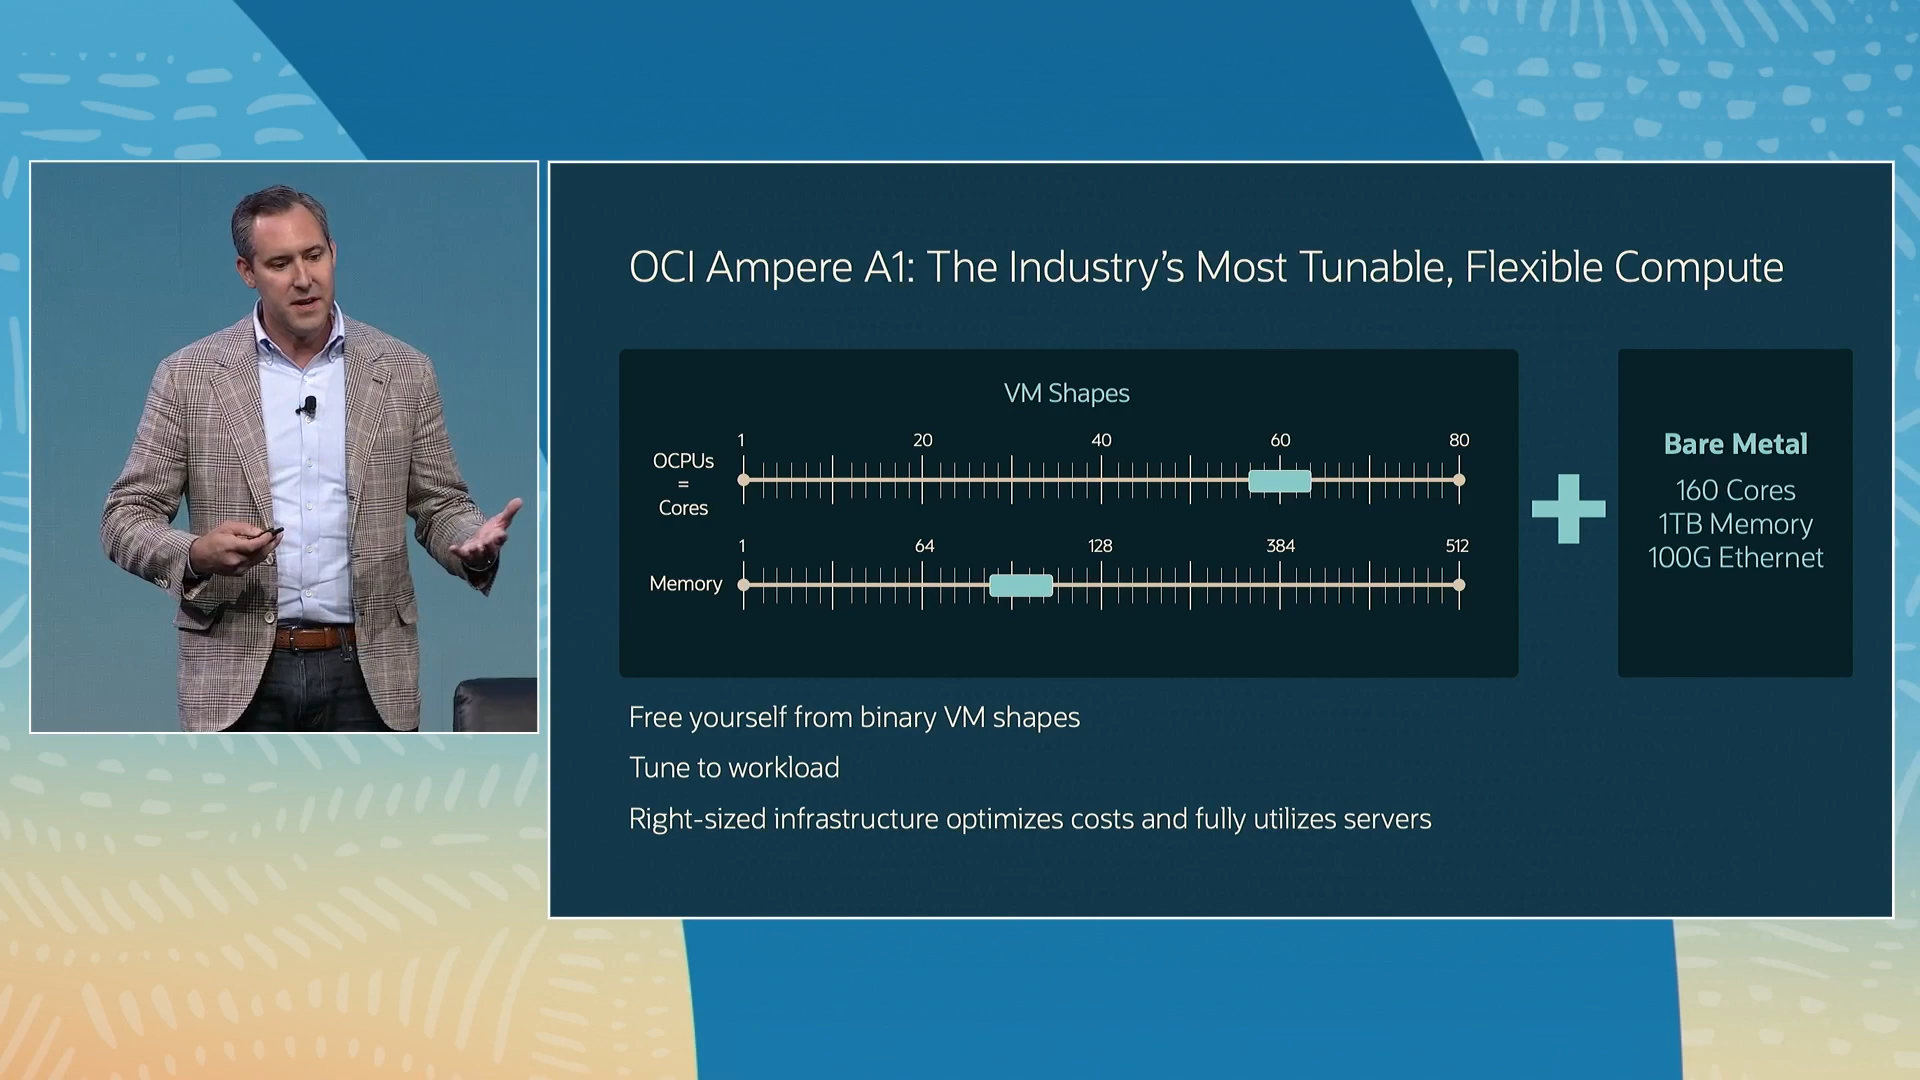 OCI Ampere A1: The Industry's Most Tunable, Flexible Compute
VM Shapes
1 20 40 60 80
OCPUs
=
Cores
1 64 128 384 512
Memory
Bare Metal
160 Cores
1TB Memory
100G Ethernet
Free yourself from binary VM shapes
Tune to workload
Right-sized infrastructure optimizes costs and fully utilizes servers